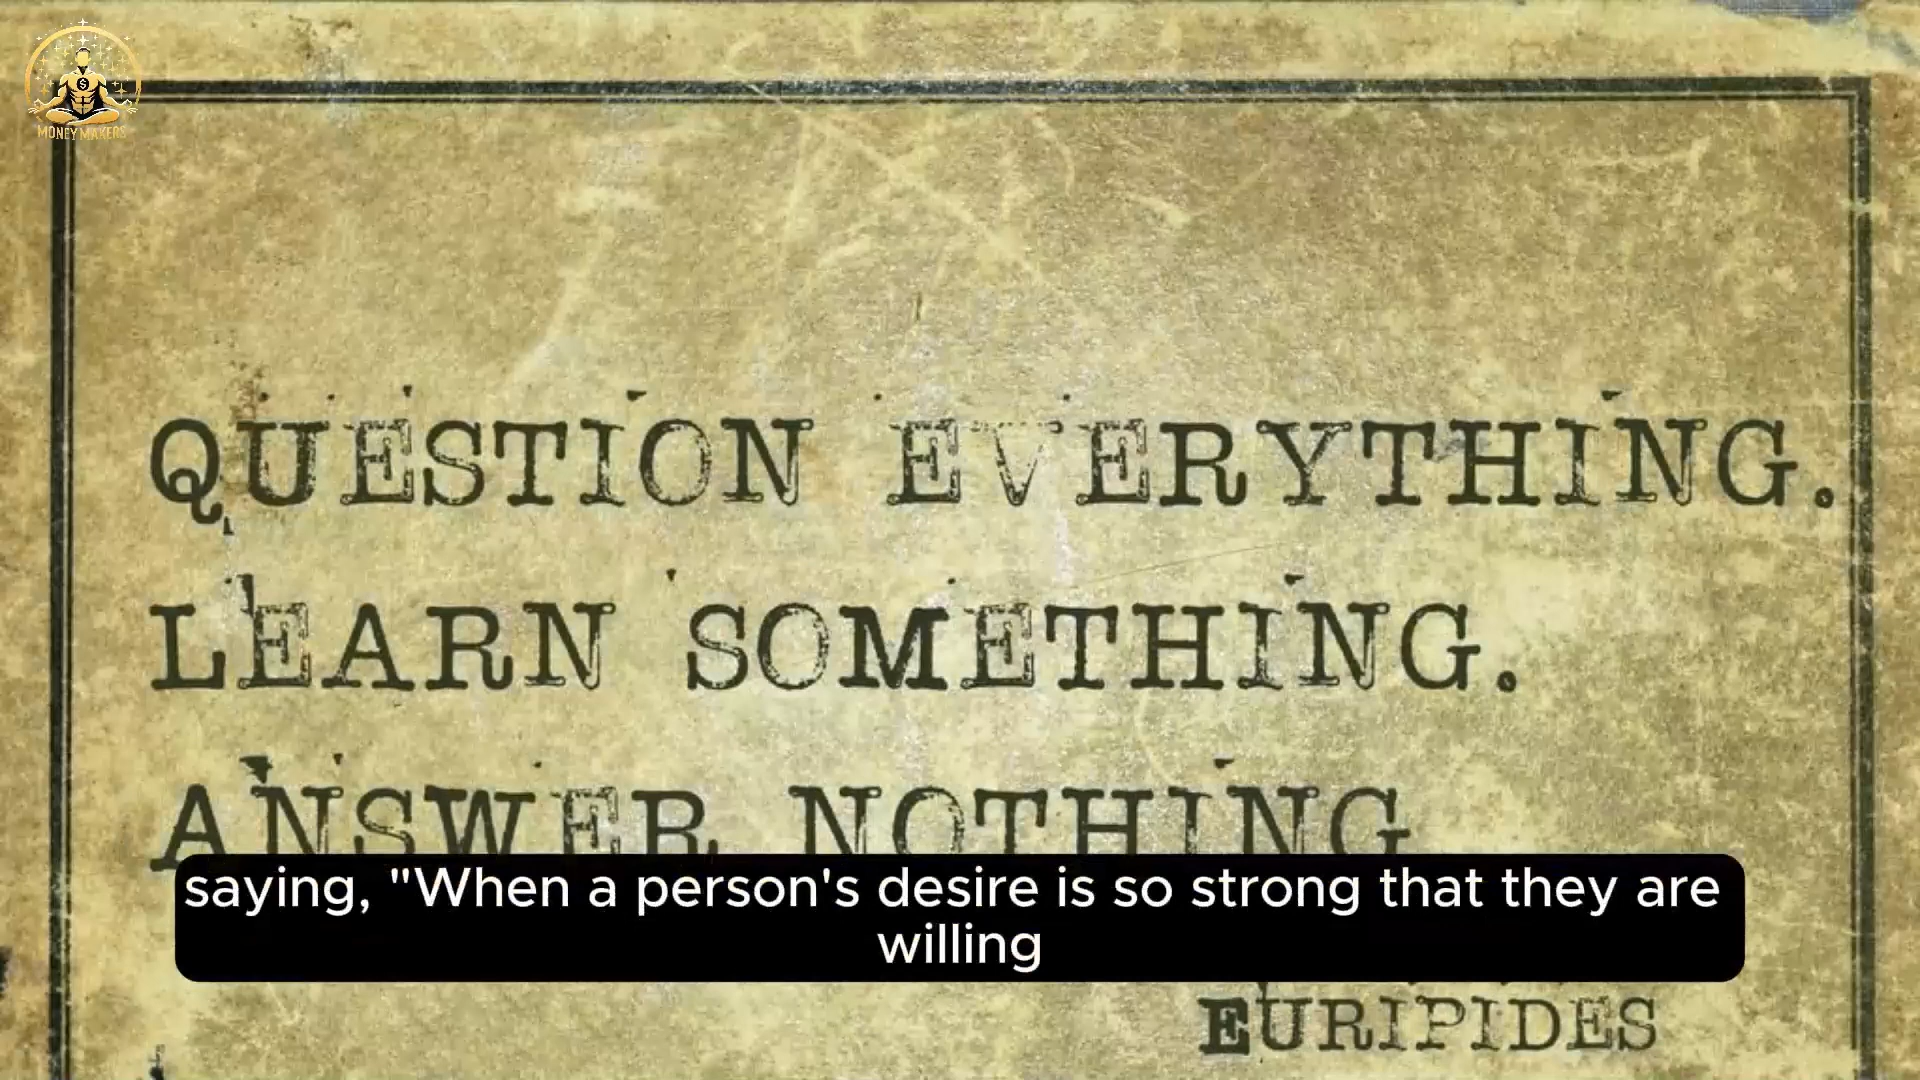 MONEY MAKERS
QUESTION EVERYTHING.
LEARN SOMETHING.
ANSWER NOTHING
saying, "When a person's desire is so strong that they are
willing
EURIPIDES